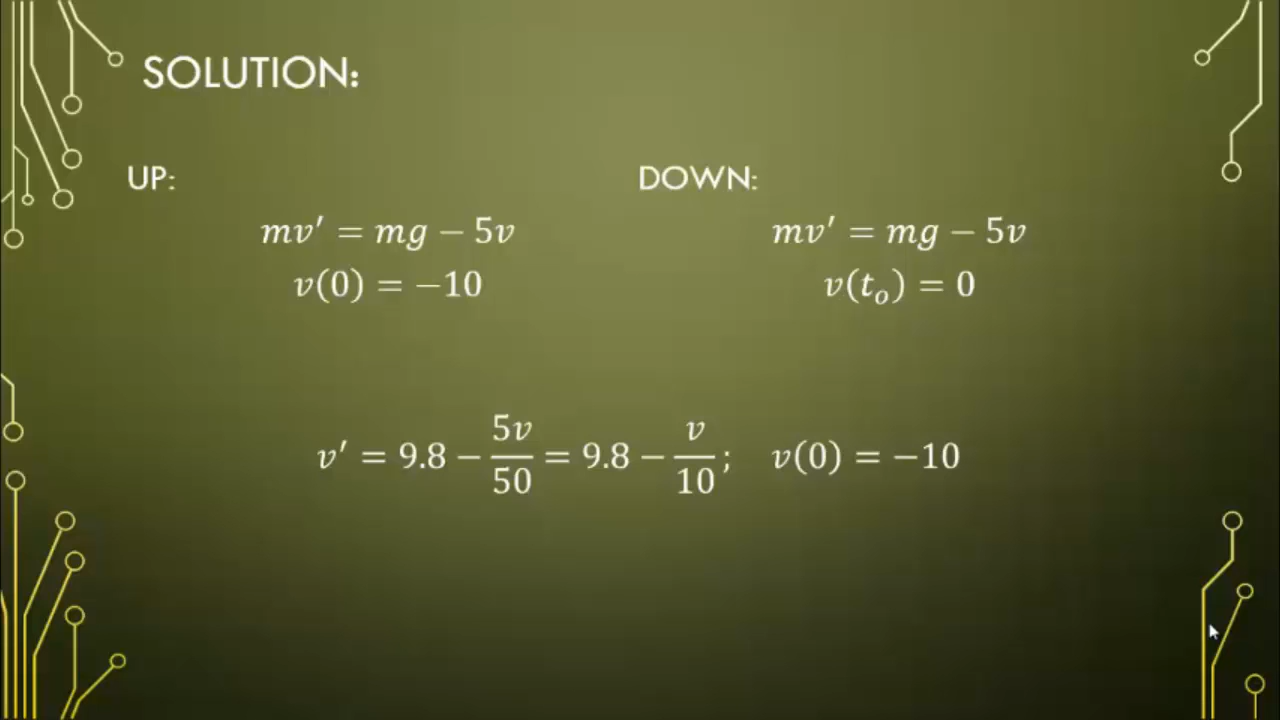 SOLUTION:
UP:
mv′ = mg − 5v
v(0) = −10
DOWN:
mv′ = mg − 5v
v(tₒ) = 0
v′ = 9.8 − 5v/50 = 9.8 − v/10; v(0) = −10